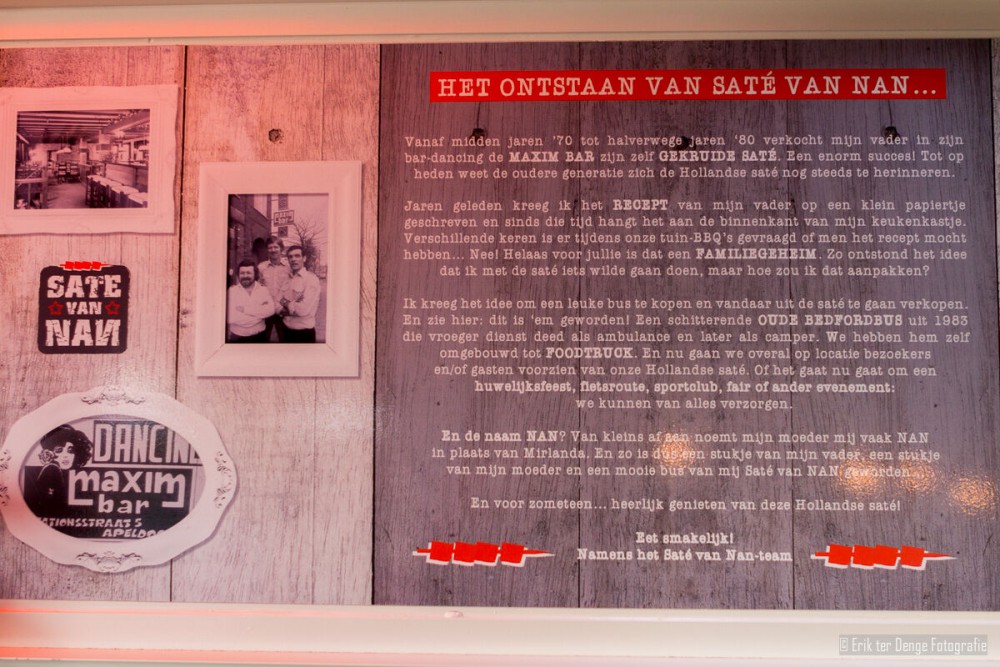 HET ONTSTAAN VAN SATÉ VAN NAN...
Vanaf midden jaren '70 tot halverwege jaren '80 verkocht mijn vader in zijn
bar-dancing de MAXIM BAR zijn zelf GEKRUIDE SATÉ. Een enorm succes! Tot op
heden weet de oudere generatie zich de Hollandse saté nog steeds te herinneren.
Jaren geleden kreeg ik het RECEPT van mijn vader op een klein papiertje
geschreven en sinds die tijd hangt het aan de binnenkant van mijn keukenkastje.
Verschillende keren is er tijdens onze tuin-BBQ's gevraagd of men het recept mocht
hebben... Nee! Helaas voor jullie is dat een FAMILIEGEHEIM. Zo ontstond het idee
dat ik met de saté iets wilde gaan doen, maar hoe zou ik dat aanpakken?
Ik kreeg het idee om een leuke bus te kopen en vandaar uit de saté te gaan verkopen.
En zie hier: dit is 'em geworden! Een schitterende OUDE BEDFORDBUS uit 1983
die vroeger dienst deed als ambulance en later als camper. We hebben hem zelf
omgebouwd tot FOODTRUCK. En nu gaan we overal op locatie bezoekers
en/of gasten voorzien van onze Hollandse saté. Of het gaat nu gaat om een
huwelijksfeest, fietsroute, sportclub, fair of ander evenement:
we kunnen van alles verzorgen.
En de naam NAN? Van kleins af aan noemt mijn moeder mij vaak NAN
in plaats van Mirlanda. En zo is dus een stukje van mijn vader, een stukje
van mijn moeder en een mooie bus van mij Saté van NAN geworden.
En voor zometeen... heerlijk genieten van deze Hollandse saté!
Eet smakelijk!
Namens het Saté van Nan-team
SATE
VAN
NAN
DANCING
maxim
bar
ATIONSSTRAAT 5
APELDOO
© Erik ter Denge Fotografie